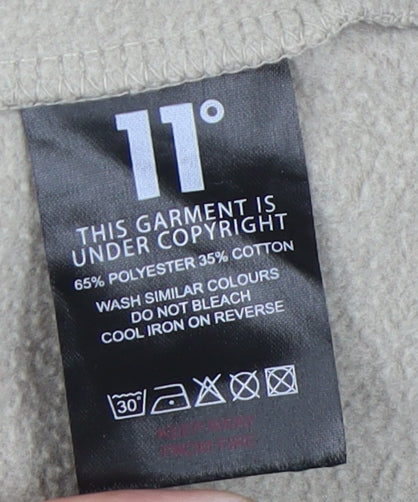 11°
THIS GARMENT IS
UNDER COPYRIGHT
65% POLYESTER 35% COTTON
WASH SIMILAR COLOURS
DO NOT BLEACH
COOL IRON ON REVERSE
30°
KEEP AWAY
FROM FIRE